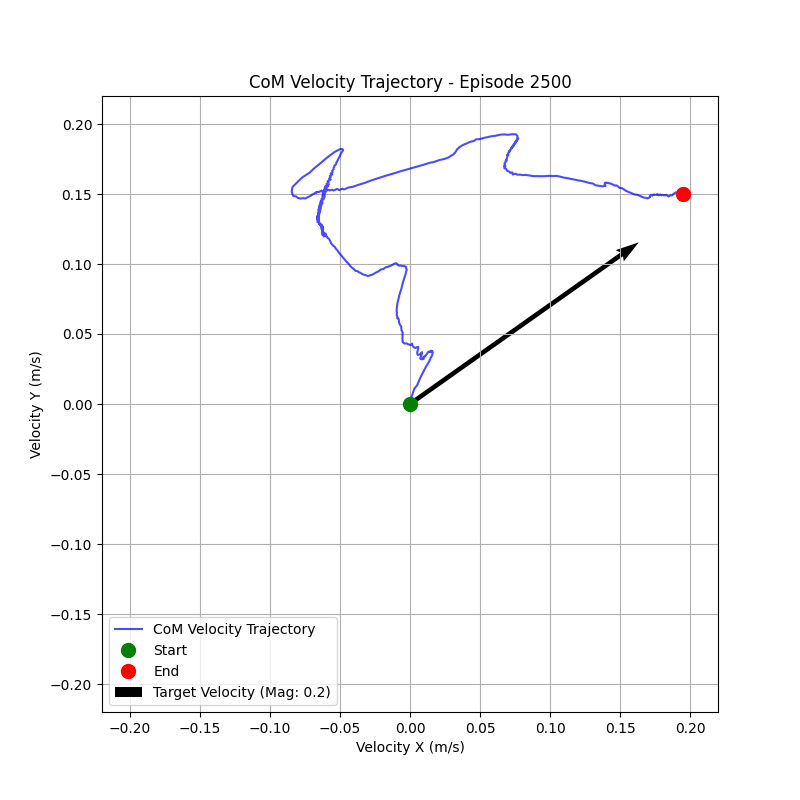 CoM Velocity Trajectory - Episode 2500
Velocity Y (m/s)
0.20
0.15
0.10
0.05
0.00
−0.05
−0.10
−0.15
−0.20
CoM Velocity Trajectory
Start
End
Target Velocity (Mag: 0.2)
−0.20 −0.15 −0.10 −0.05 0.00 0.05 0.10 0.15 0.20
Velocity X (m/s)